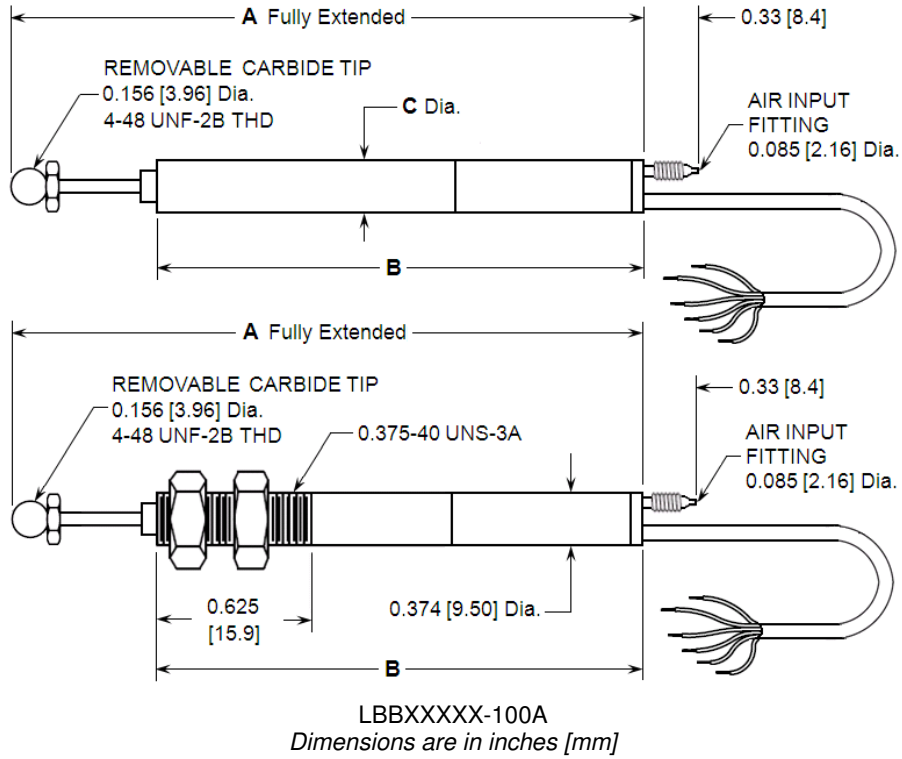 A Fully Extended
0.33 [8.4]
REMOVABLE CARBIDE TIP
0.156 [3.96] Dia.
4-48 UNF-2B THD
C Dia.
AIR INPUT
FITTING
0.085 [2.16] Dia.
B
A Fully Extended
0.33 [8.4]
REMOVABLE CARBIDE TIP
0.156 [3.96] Dia.
4-48 UNF-2B THD
0.375-40 UNS-3A
AIR INPUT
FITTING
0.085 [2.16] Dia.
0.625
[15.9]
0.374 [9.50] Dia.
B
LBBXXXXX-100A
Dimensions are in inches [mm]